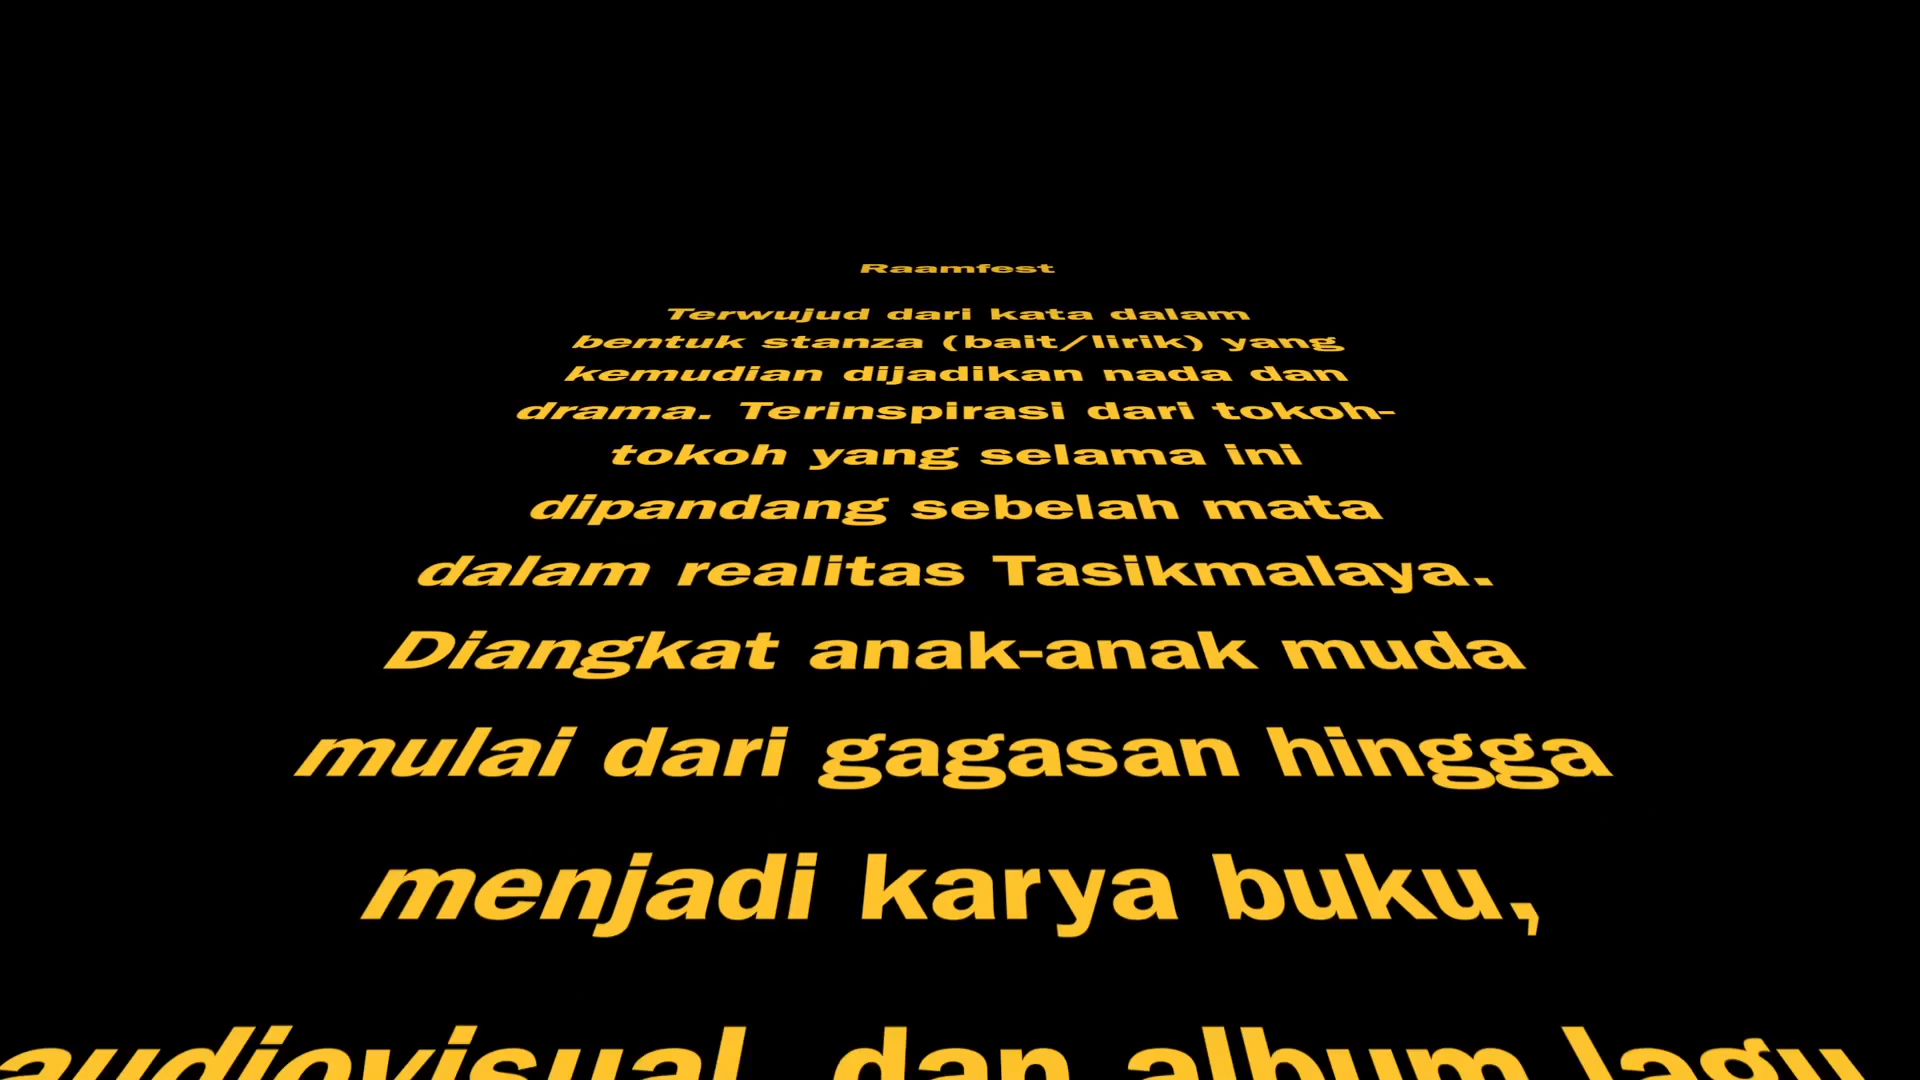 Raamfest
Terwujud dari kata dalam
bentuk stanza (bait/lirik) yang
kemudian dijadikan nada dan
drama. Terinspirasi dari tokoh-
tokoh yang selama ini
dipandang sebelah mata
dalam realitas Tasikmalaya.
Diangkat anak-anak muda
mulai dari gagasan hingga
menjadi karya buku,
audiovisual, dan album lagu